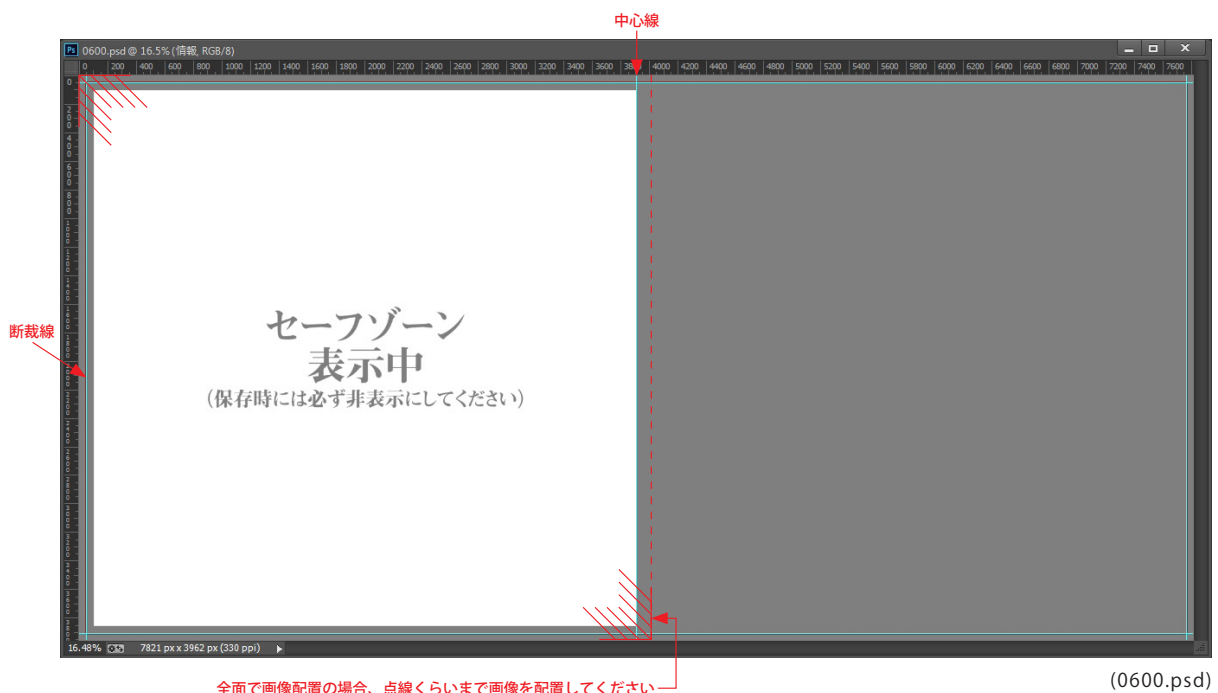 中心線
Ps 0600.psd @ 16.5% (情報, RGB/8)
0 200 400 600 800 1000 1200 1400 1600 1800 2000 2200 2400 2600 2800 3000 3200 3400 3600 38 4000 4200 4400 4600 4800 5000 5200 5400 5600 5800 6000 6200 6400 6600 6800 7000 7200 7400 7600
断裁線
セーフゾーン
表示中
(保存時には必ず非表示にしてください)
16.48% 7821 px x 3962 px (330 ppi)
全面で画像配置の場合、点線くらいまで画像を配置してください
(0600.psd)